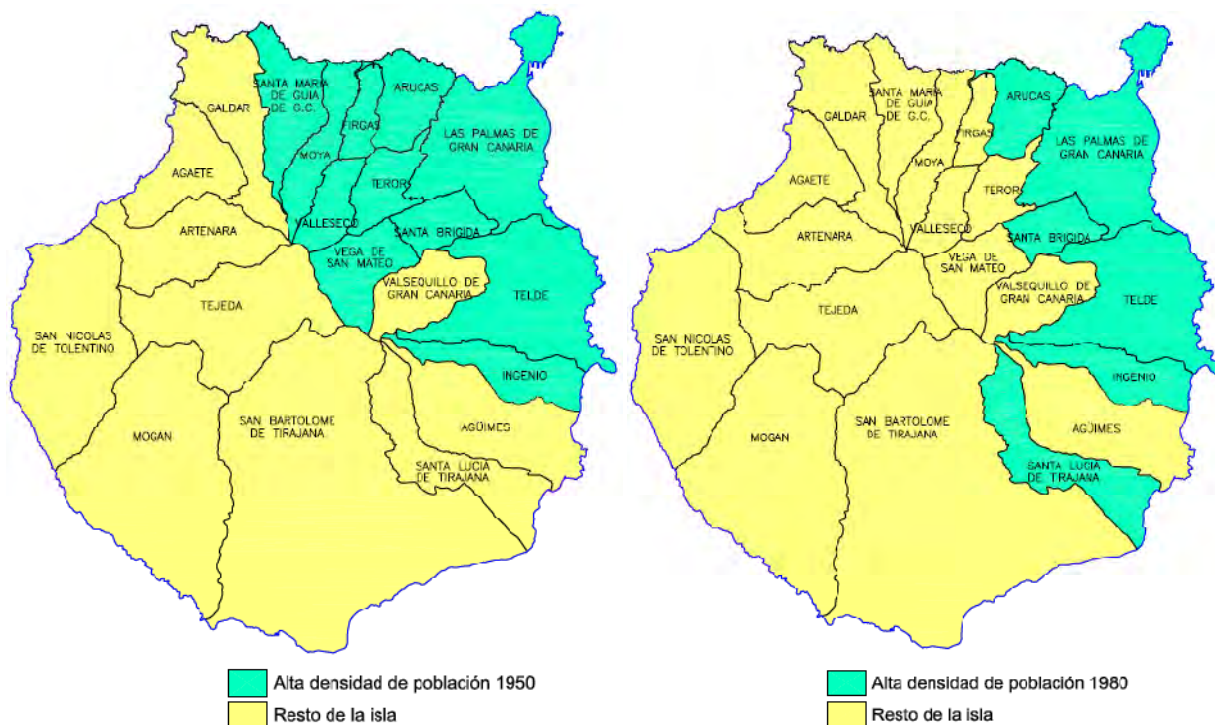 SANTA MARIA
DE GUIA
DE G.C.
ARUCAS
GALDAR
FIRGAS
LAS PALMAS DE
GRAN CANARIA
MOYA
AGAETE
TEROR
VALLESECO
ARTENARA
SANTA BRIGIDA
VEGA DE
SAN MATEO
VALSEQUILLO DE
GRAN CANARIA
TELDE
TEJEDA
SAN NICOLAS
DE TOLENTINO
INGENIO
SAN BARTOLOME
DE TIRAJANA
AGÜIMES
MOGAN
SANTA LUCIA
DE TIRAJANA
Alta densidad de población 1950
Resto de la isla
SANTA MARIA
DE GUIA
DE G.C.
ARUCAS
GALDAR
FIRGAS
LAS PALMAS DE
GRAN CANARIA
MOYA
AGAETE
TEROR
VALLESECO
ARTENARA
SANTA BRIGIDA
VEGA DE
SAN MATEO
VALSEQUILLO DE
GRAN CANARIA
TELDE
TEJEDA
SAN NICOLAS
DE TOLENTINO
INGENIO
SAN BARTOLOME
DE TIRAJANA
AGÜIMES
MOGAN
SANTA LUCIA
DE TIRAJANA
Alta densidad de población 1980
Resto de la isla